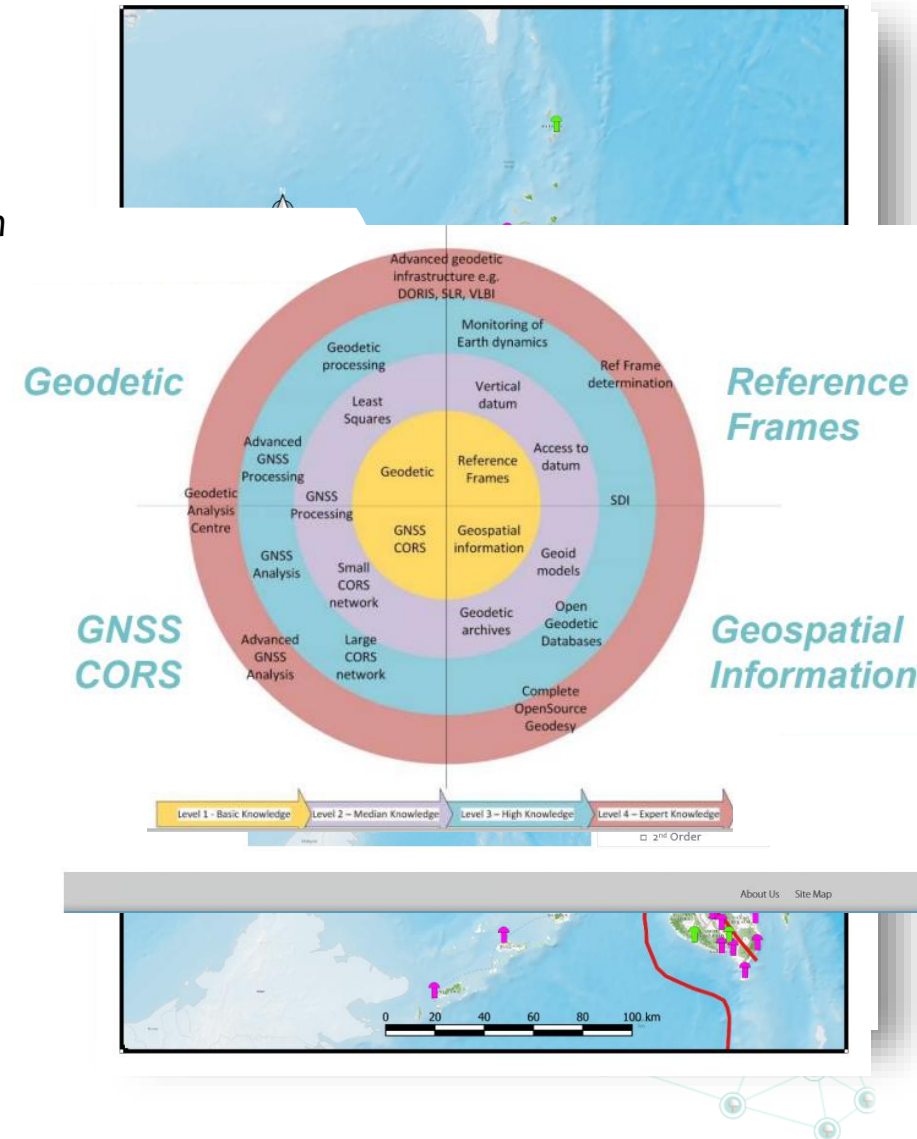 n
N
Advanced geodetic
infrastructure e.g.
DORIS, SLR, VLBI
Monitoring of
Earth dynamics
Geodetic
processing
Ref Frame
determination
Geodetic
Reference
Frames
Vertical
datum
Least
Squares
Advanced
GNSS
Processing
Access to
datum
Geodetic
Reference
Frames
Geodetic
Analysis
Centre
GNSS
Processing
SDI
GNSS
CORS
Geospatial
information
GNSS
Analysis
Small
CORS
network
Geoid
models
Geodetic
archives
Open
Geodetic
Databases
GNSS
CORS
Geospatial
Information
Advanced
GNSS
Analysis
Large
CORS
network
Complete
OpenSource
Geodesy
Level 1 - Basic Knowledge
Level 2 – Median Knowledge
Level 3 – High Knowledge
Level 4 – Expert Knowledge
2nd Order
About Us Site Map
0 20 40 60 80 100 km